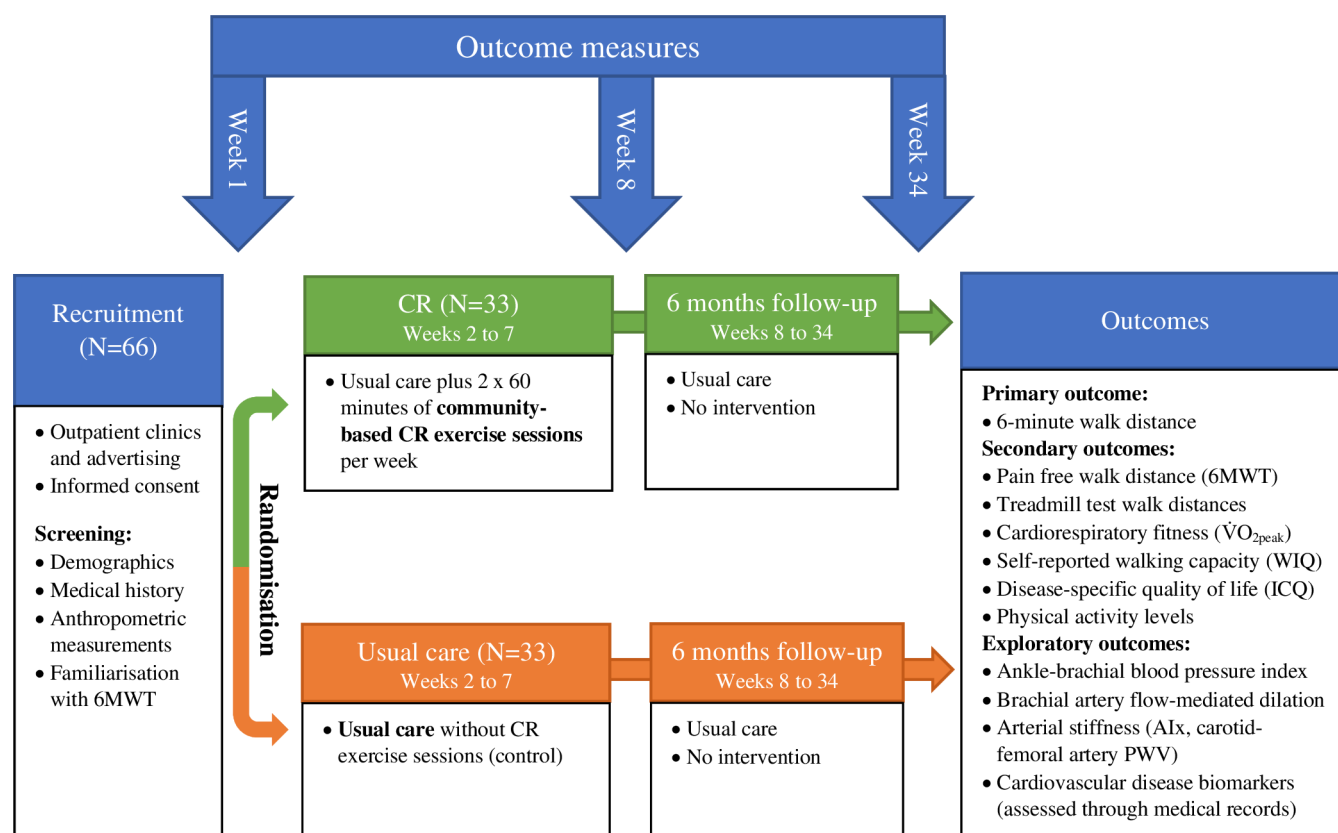 Outcome measures
Week 1
Week 8
Week 34
Recruitment
(N=66)
• Outpatient clinics
and advertising
• Informed consent
Screening:
• Demographics
• Medical history
• Anthropometric
measurements
• Familiarisation
with 6MWT
Randomisation
CR (N=33)
Weeks 2 to 7
• Usual care plus 2 x 60
minutes of community-
based CR exercise sessions
per week
6 months follow-up
Weeks 8 to 34
• Usual care
• No intervention
Usual care (N=33)
Weeks 2 to 7
• Usual care without CR
exercise sessions (control)
6 months follow-up
Weeks 8 to 34
• Usual care
• No intervention
Outcomes
Primary outcome:
• 6-minute walk distance
Secondary outcomes:
• Pain free walk distance (6MWT)
• Treadmill test walk distances
• Cardiorespiratory fitness (V̇O2peak)
• Self-reported walking capacity (WIQ)
• Disease-specific quality of life (ICQ)
• Physical activity levels
Exploratory outcomes:
• Ankle-brachial blood pressure index
• Brachial artery flow-mediated dilation
• Arterial stiffness (AIx, carotid-
femoral artery PWV)
• Cardiovascular disease biomarkers
(assessed through medical records)